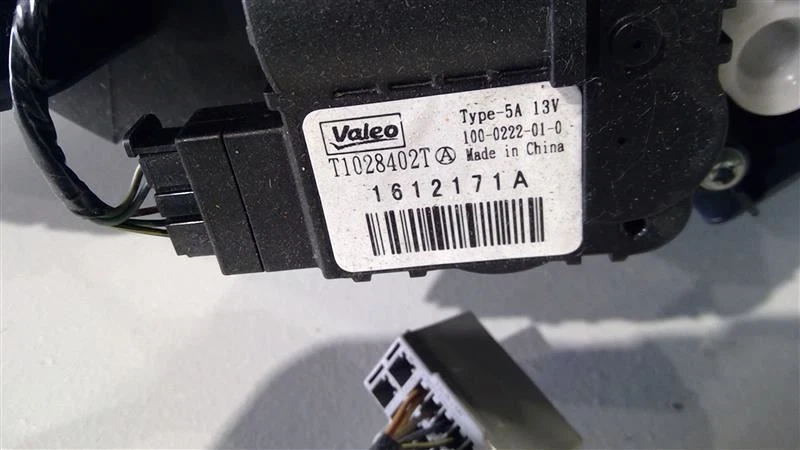 Valeo
Type-5A 13V
100-0222-01-0
T1028402T Ⓐ Made in China
1612171A